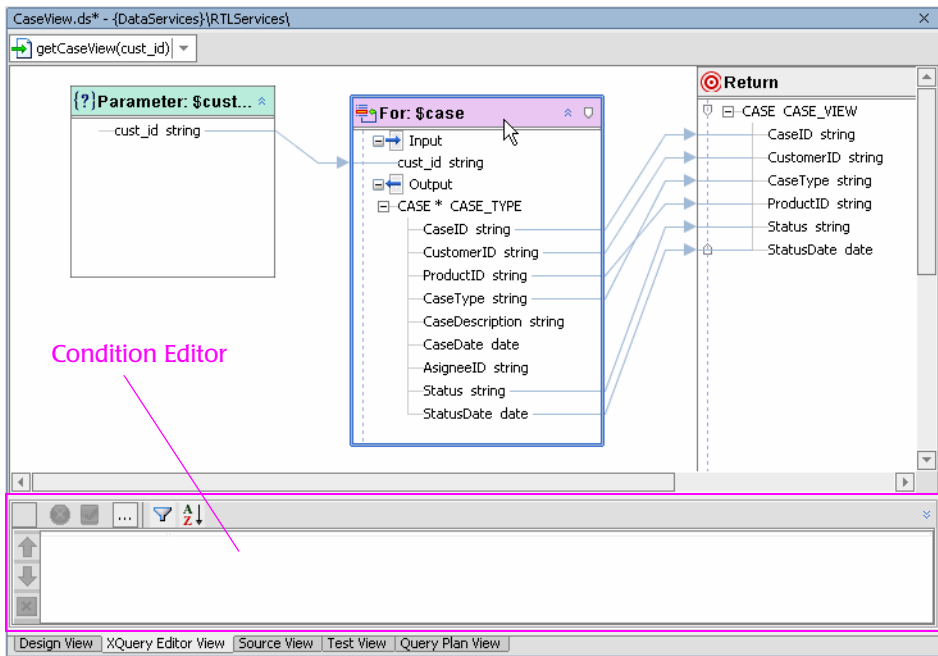 CaseView.ds* - {DataServices}\RTLServices\
getCaseView(cust_id)
{?}Parameter: $cust...
cust_id string
For: $case
Input
cust_id string
Output
CASE * CASE_TYPE
CaseID string
CustomerID string
ProductID string
CaseType string
CaseDescription string
CaseDate date
AsigneeID string
Status string
StatusDate date
Return
CASE CASE_VIEW
CaseID string
CustomerID string
CaseType string
ProductID string
Status string
StatusDate date
Condition Editor
...
AZ
Design View XQuery Editor View Source View Test View Query Plan View